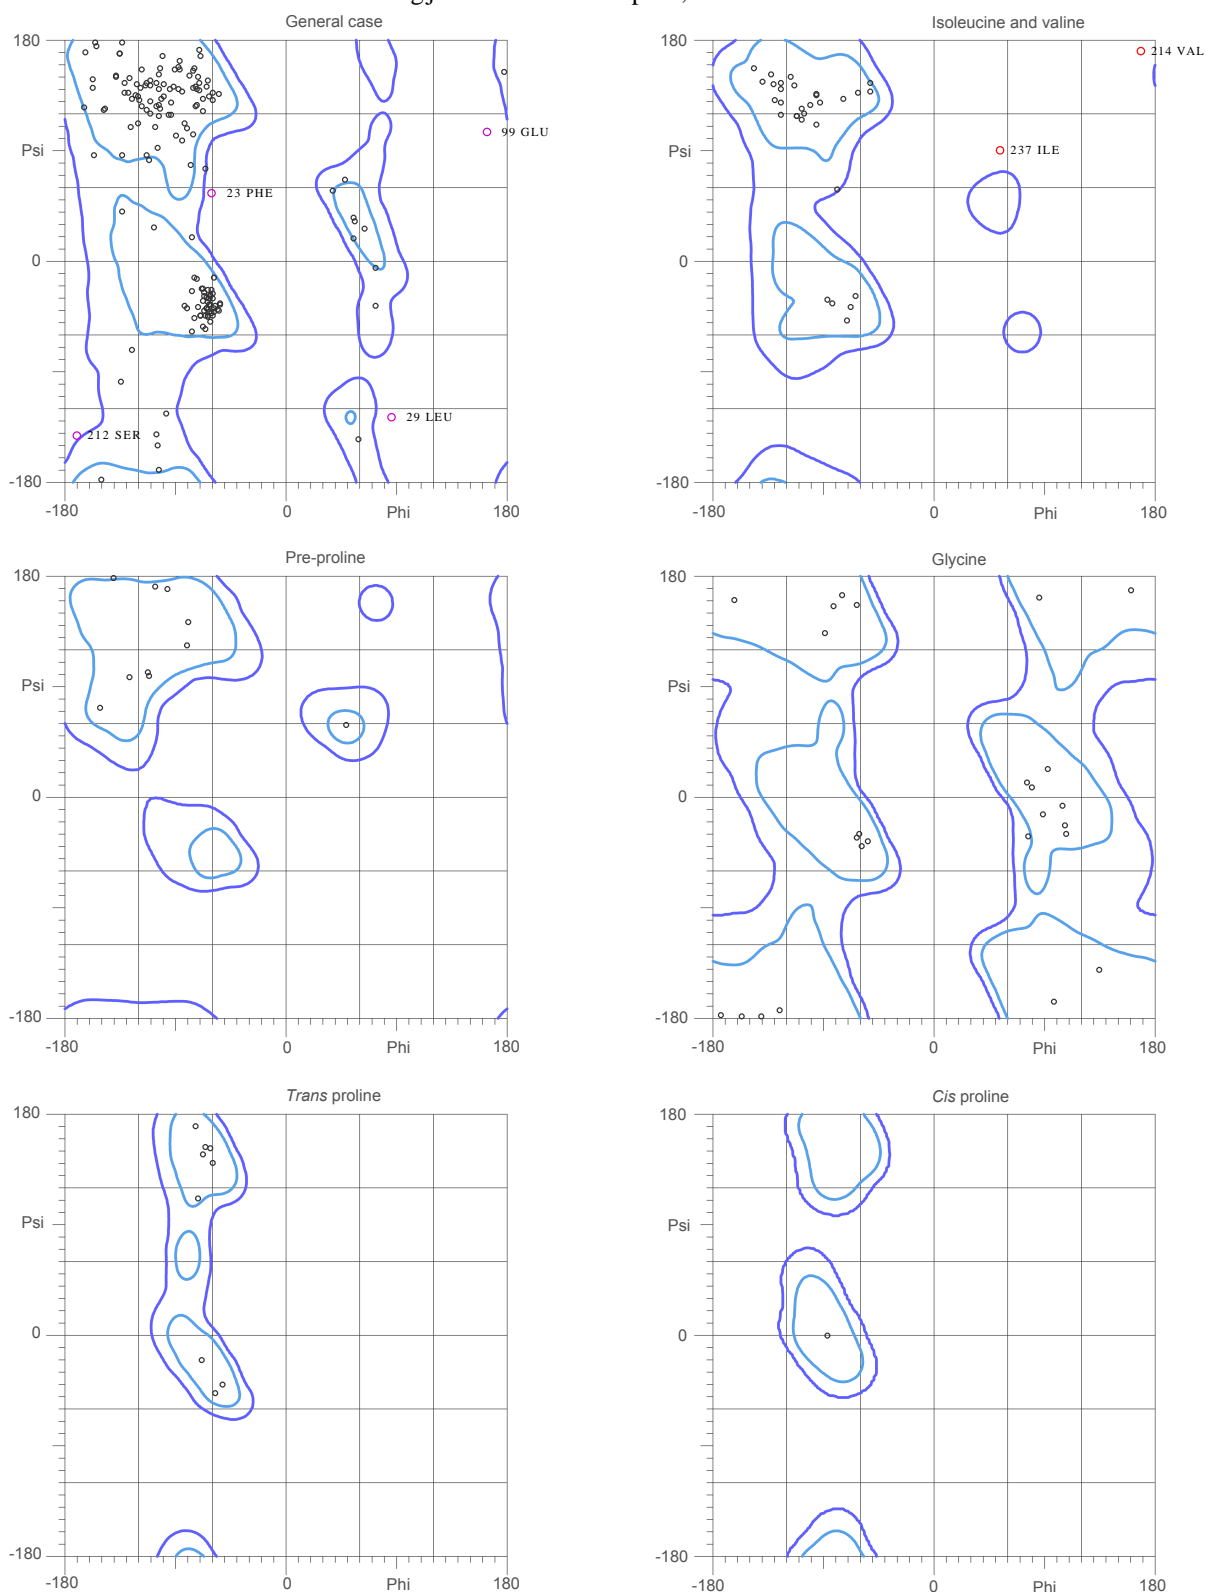 General case
180
Psi
0
-180
-180
0
Phi
180
99 GLU
23 PHE
29 LEU
212 SER
Isoleucine and valine
180
Psi
0
-180
-180
0
Phi
180
214 VAL
237 ILE
Pre-proline
180
Psi
0
-180
-180
0
Phi
180
Glycine
180
Psi
0
-180
-180
0
Phi
180
Trans proline
180
Psi
0
-180
-180
0
Phi
180
Cis proline
180
Psi
0
-180
-180
0
Phi
180